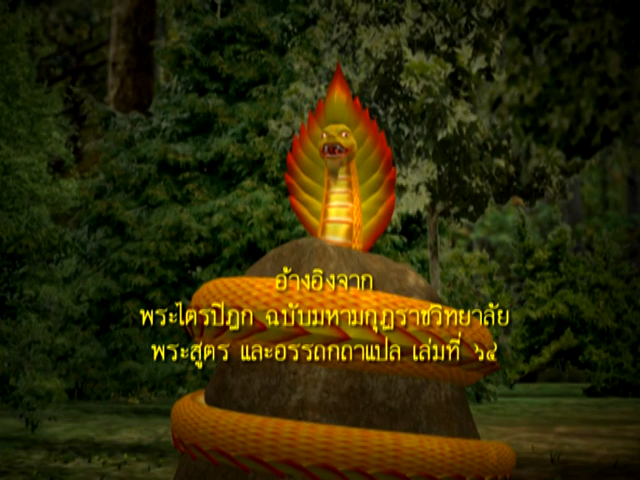 อ้างอิงจาก
พระไตรปิฎก ฉบับมหามกุฏราชวิทยาลัย
พระสูตร และอรรถกถาแปล เล่มที่ ๖๔